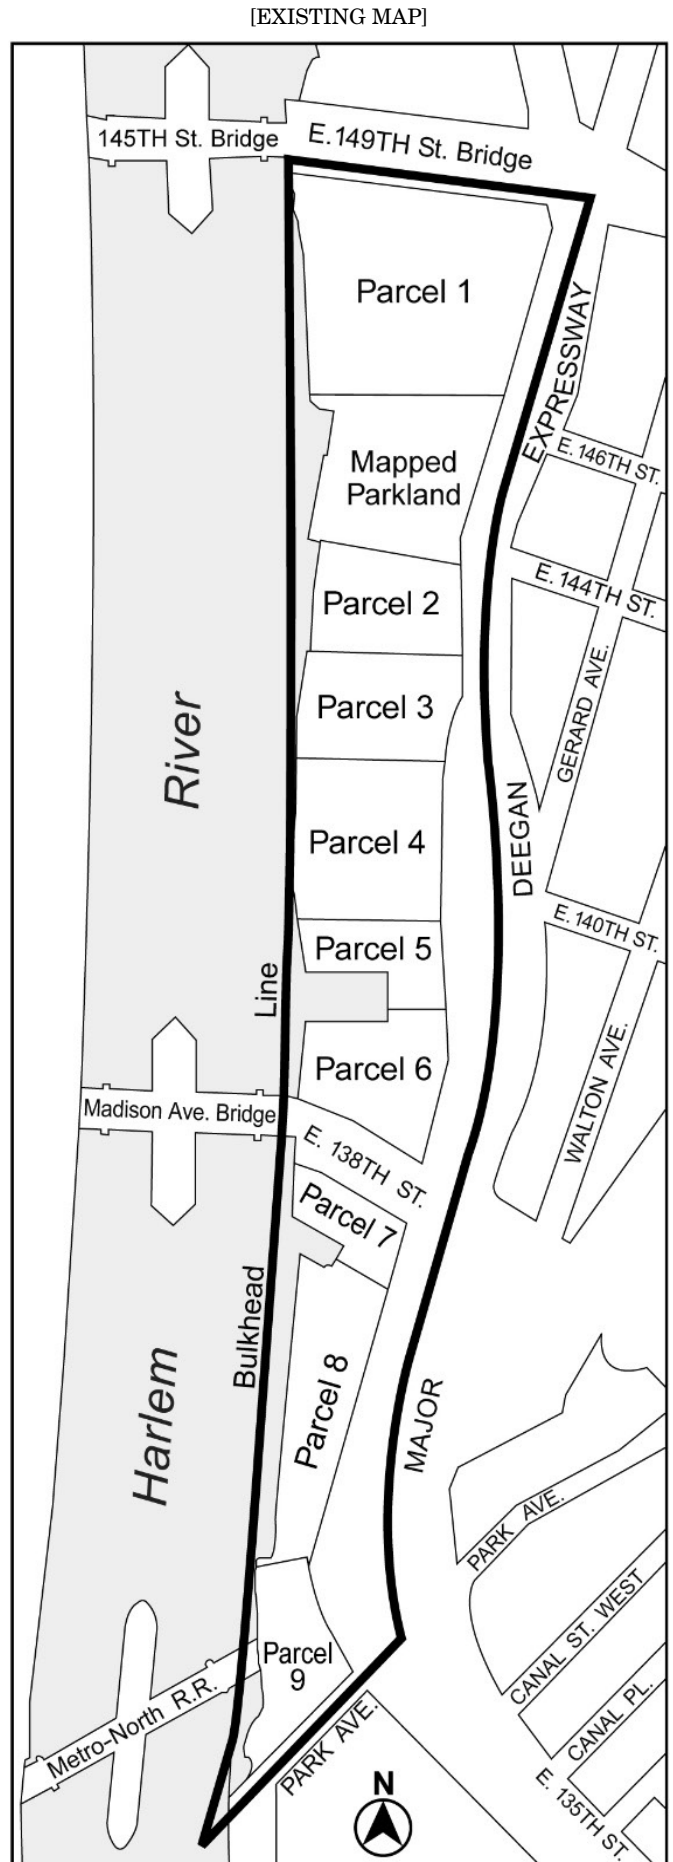 [EXISTING MAP]
145TH St. Bridge
E.149TH St. Bridge
Parcel 1
EXPRESSWAY
E. 146TH ST.
Mapped
Parkland
E. 144TH ST.
Parcel 2
GERARD AVE.
Parcel 3
River
Parcel 4
DEEGAN
E. 140TH ST.
Parcel 5
Line
Parcel 6
WALTON AVE.
Madison Ave. Bridge
E. 138TH ST.
Parcel 7
Bulkhead
Parcel 8
Harlem
MAJOR
PARK AVE.
CANAL ST. WEST
Parcel
9
CANAL PL.
Metro-North R.R.
PARK AVE.
E. 135TH ST.
N